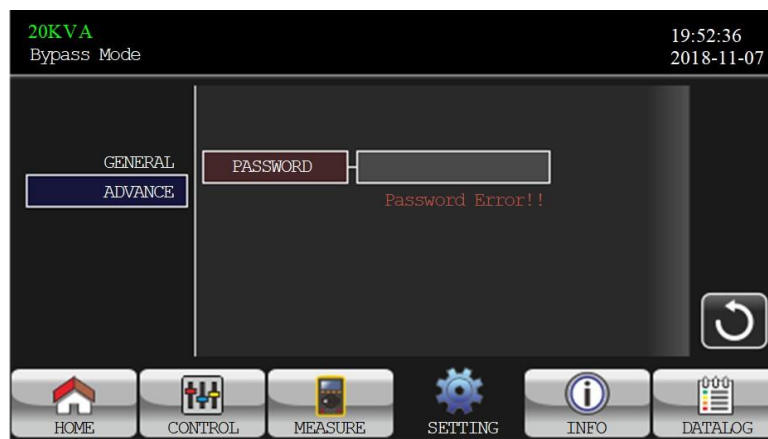 20KVA
Bypass Mode
19:52:36
2018-11-07
GENERAL
ADVANCE
PASSWORD
Password Error!!
HOME
CONTROL
MEASURE
SETTING
INFO
DATALOG